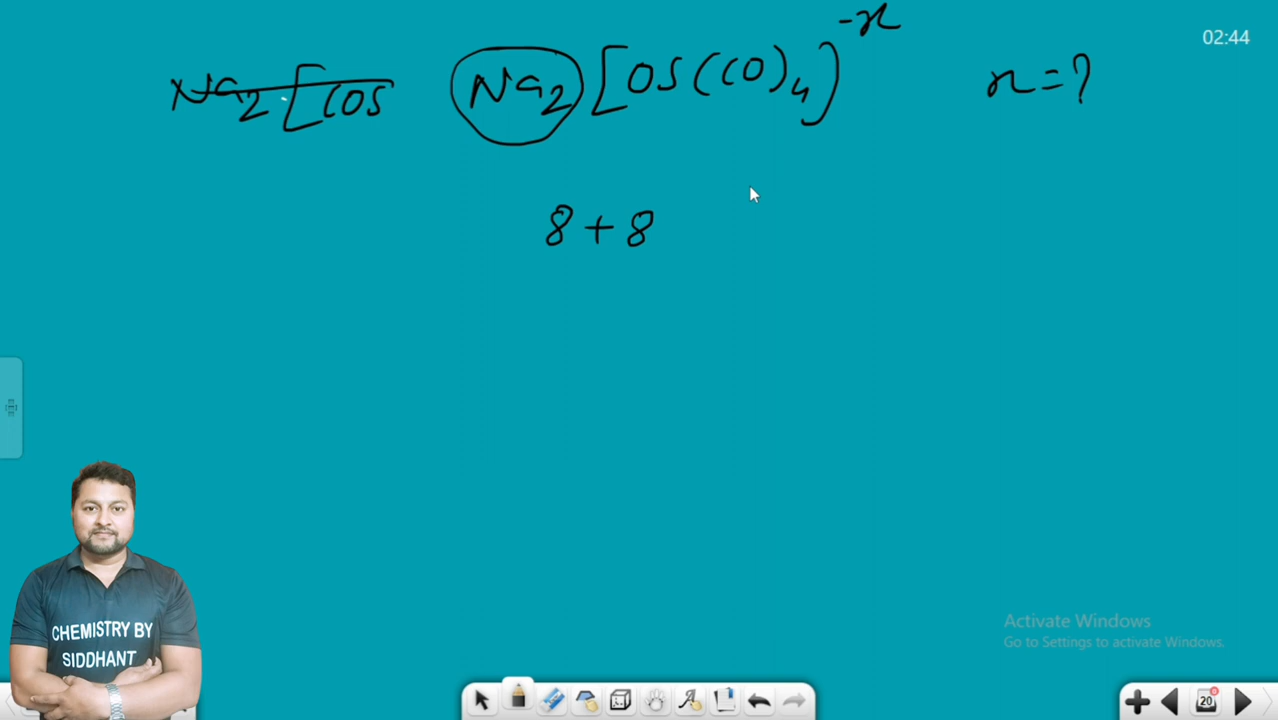 02:44
Na2[COS Na2[OS(CO)4]^-x x=?
8+8
CHEMISTRY BY
SIDDHANT
Activate Windows
Go to Settings to activate Windows.
20